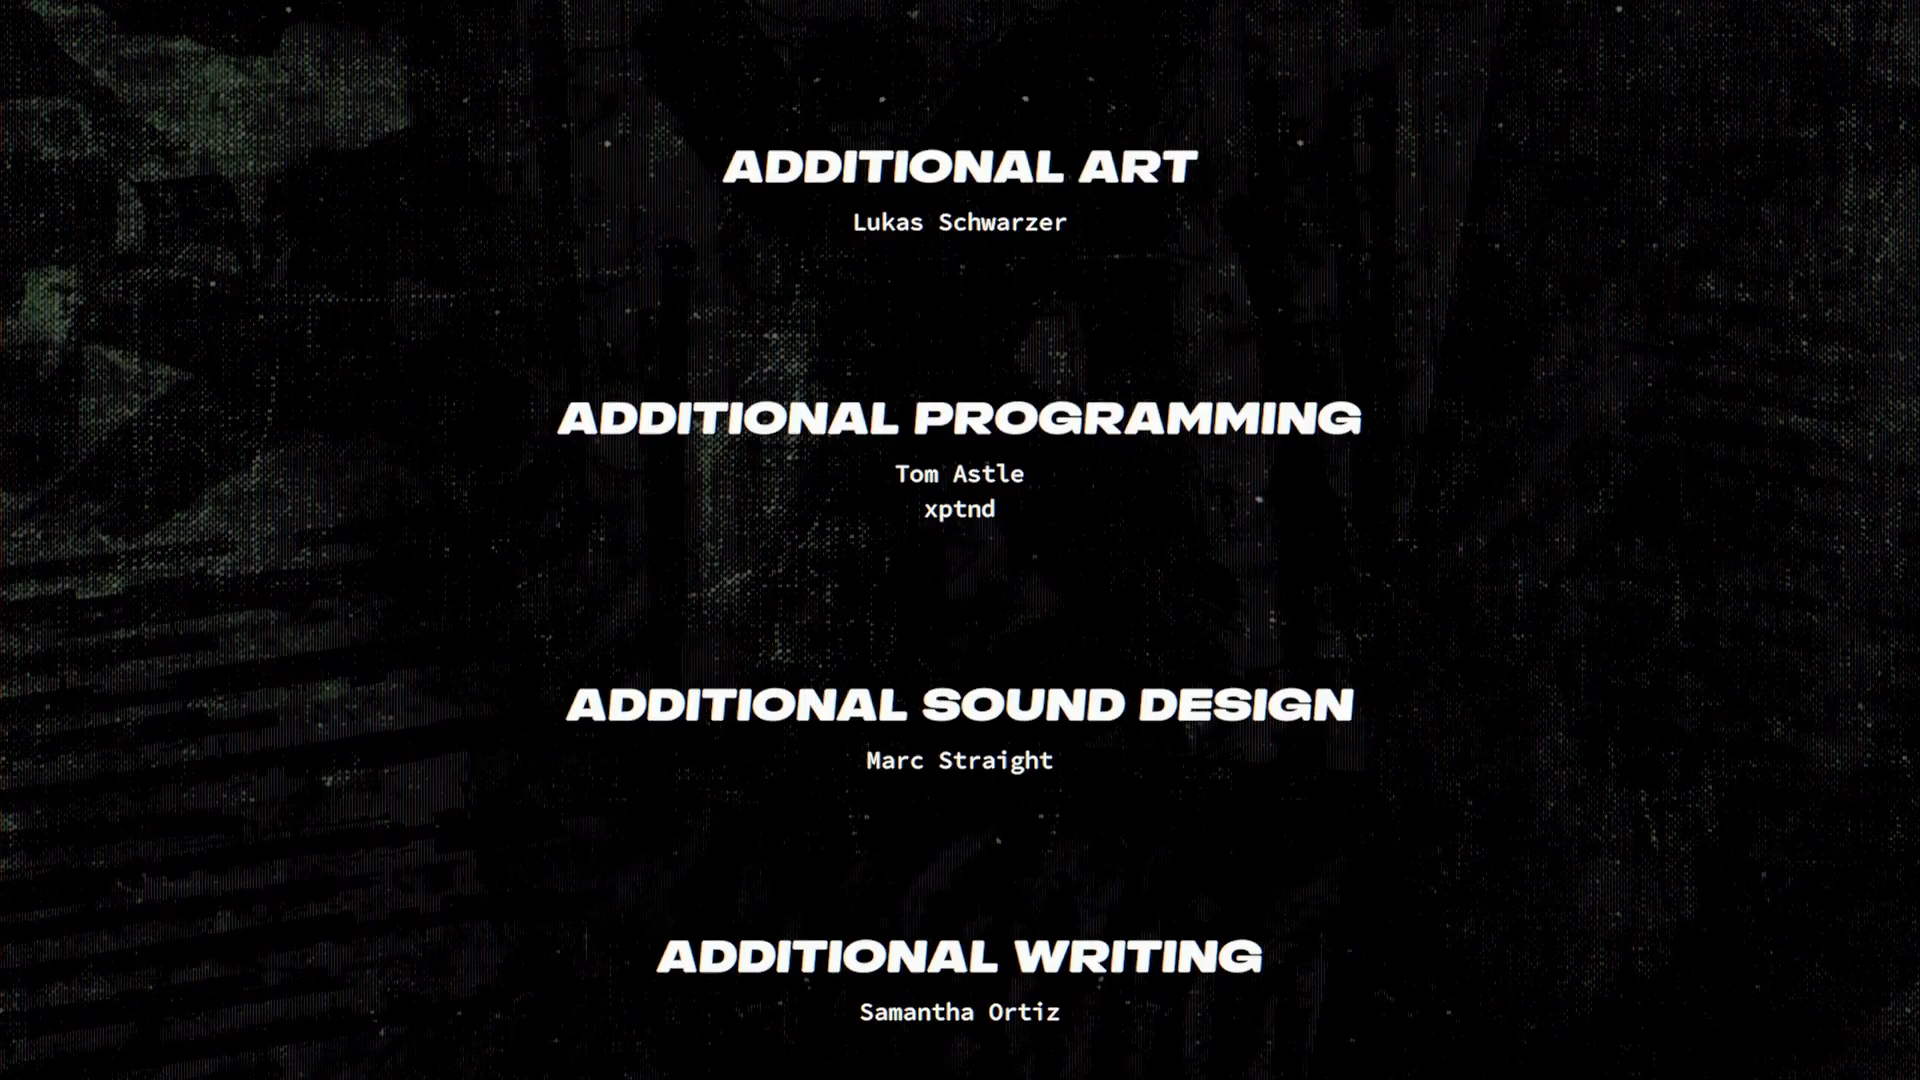 ADDITIONAL ART
Lukas Schwarzer
ADDITIONAL PROGRAMMING
Tom Astle
xptnd
ADDITIONAL SOUND DESIGN
Marc Straight
ADDITIONAL WRITING
Samantha Ortiz